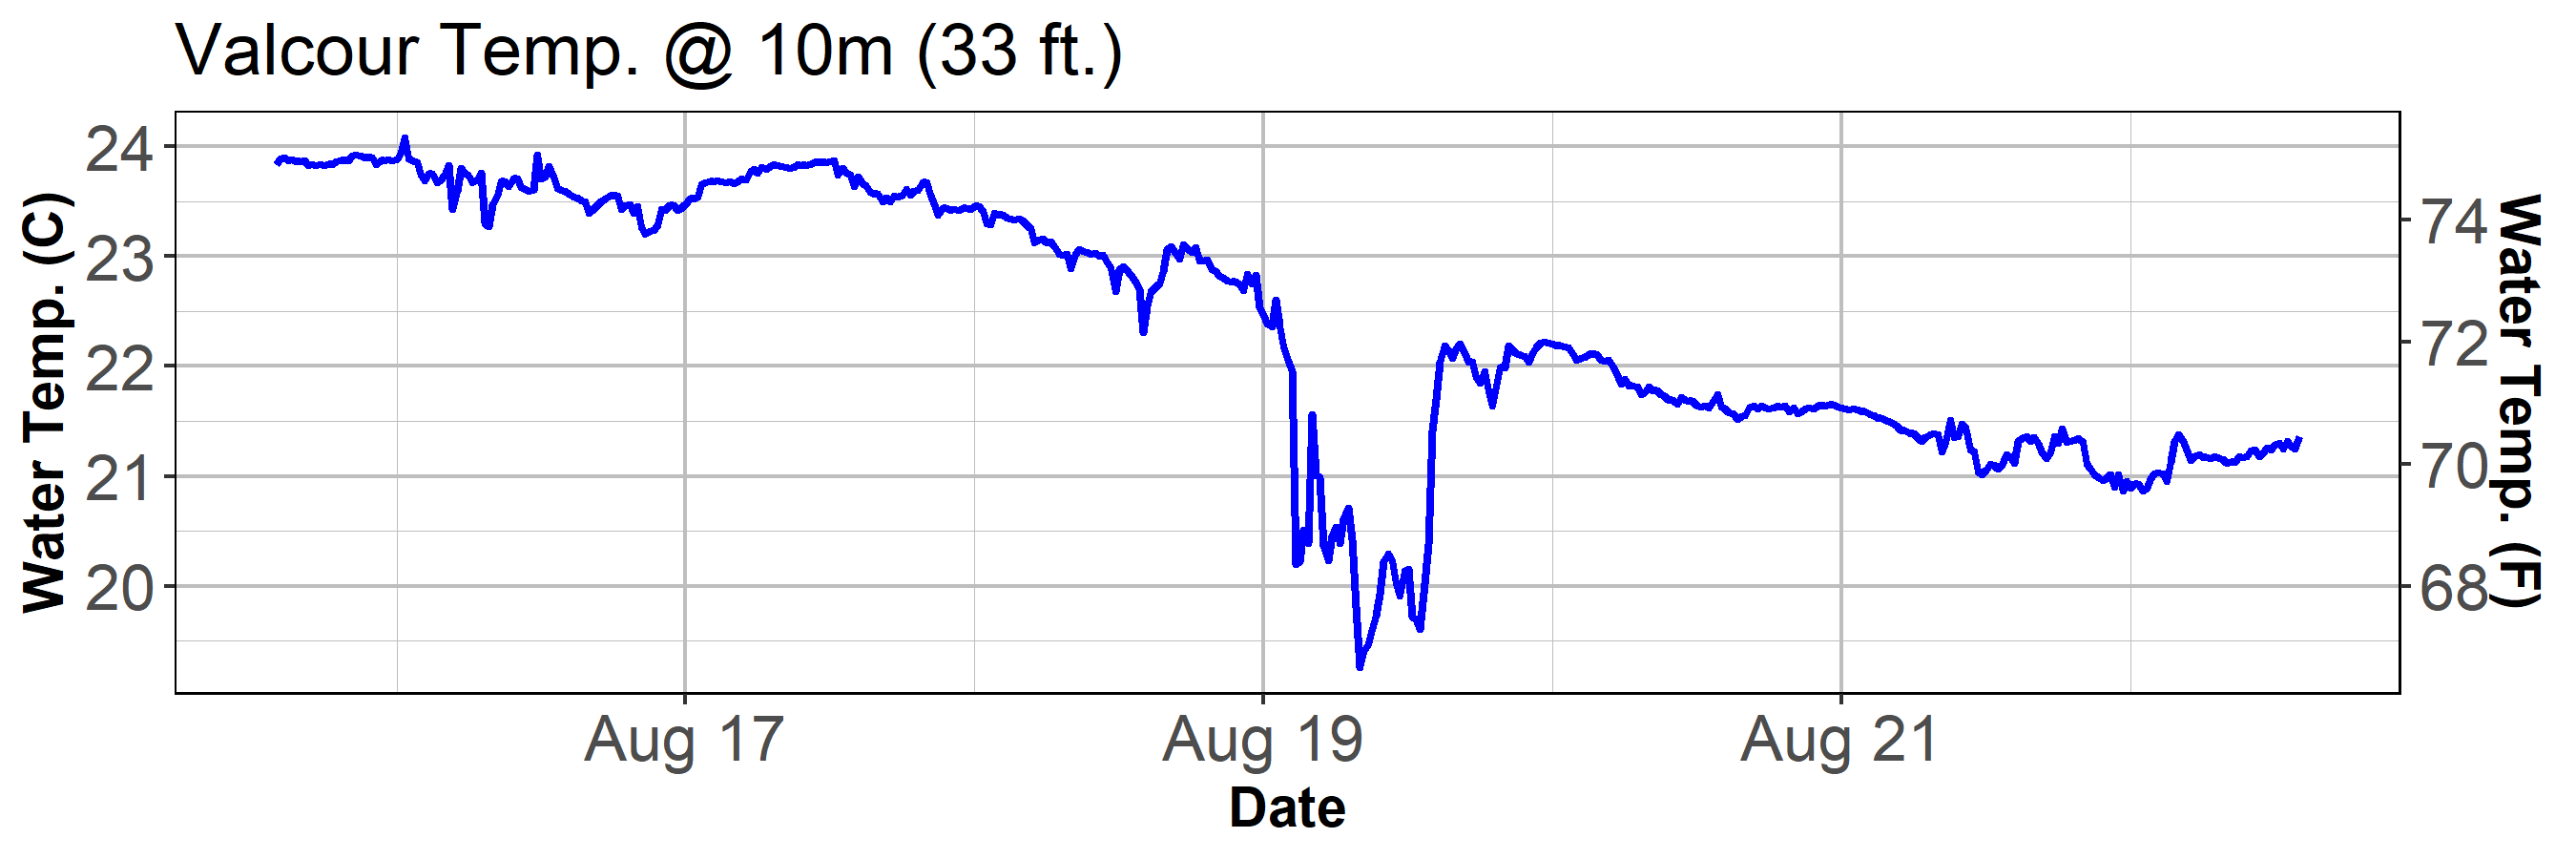 Valcour Temp. @ 10m (33 ft.)
Water Temp. (C)
24
23
22
21
20
74
72
70
68
Water Temp. (F)
Aug 17 Aug 19 Aug 21
Date